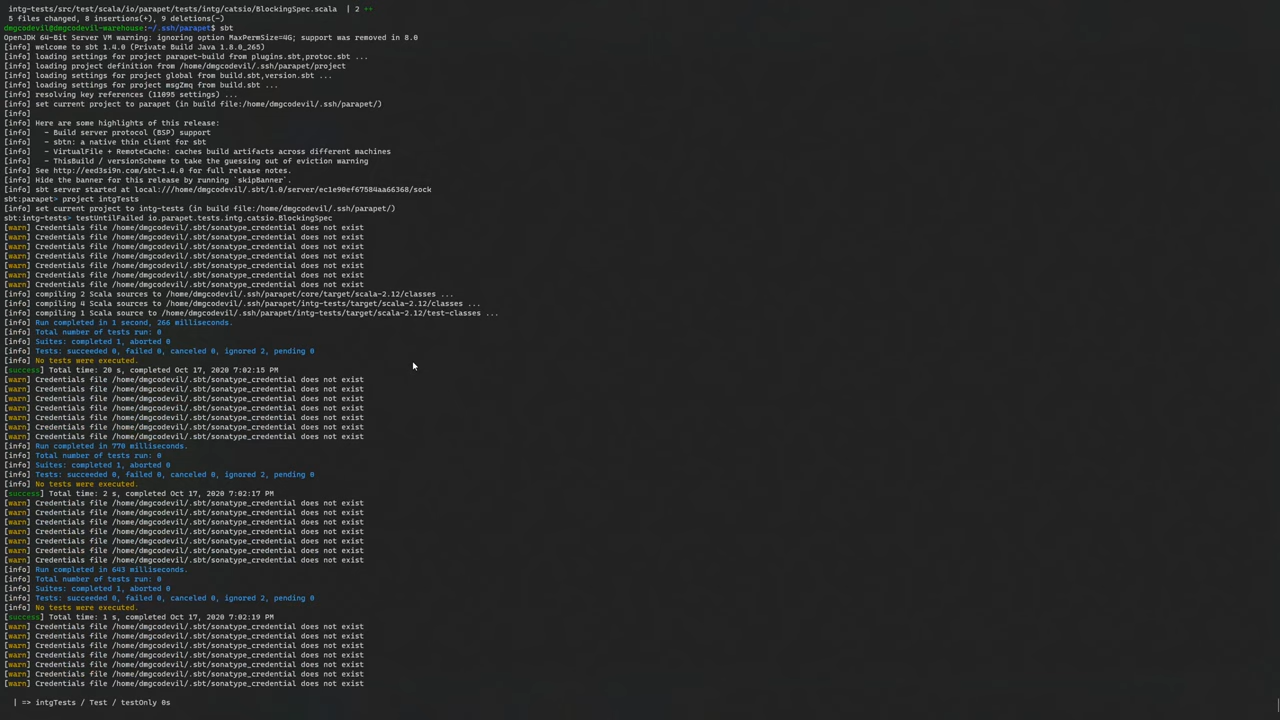 intg-tests/src/test/scala/io/parapet/tests/intg/catsio/BlockingSpec.scala | 2 ++
5 files changed, 8 insertions(+), 9 deletions(-)
dmgcodevil@dmgcodevil-warehouse:~/.ssh/parapet$ sbt
OpenJDK 64-Bit Server VM warning: ignoring option MaxPermSize=4G; support was removed in 8.0
[info] welcome to sbt 1.4.0 (Private Build Java 1.8.0_265)
[info] loading settings for project parapet-build from plugins.sbt,protoc.sbt ...
[info] loading project definition from /home/dmgcodevil/.ssh/parapet/project
[info] loading settings for project global from build.sbt,version.sbt ...
[info] loading settings for project msgZmq from build.sbt ...
[info] resolving key references (11095 settings) ...
[info] set current project to parapet (in build file:/home/dmgcodevil/.ssh/parapet/)
[info]
[info] Here are some highlights of this release:
[info]   - Build server protocol (BSP) support
[info]   - sbtn: a native thin client for sbt
[info]   - VirtualFile + RemoteCache: caches build artifacts across different machines
[info]   - ThisBuild / versionScheme to take the guessing out of eviction warning
[info] See http://eed3si9n.com/sbt-1.4.0 for full release notes.
[info] Hide the banner for this release by running `skipBanner`.
[info] sbt server started at local:///home/dmgcodevil/.sbt/1.0/server/ec1e90ef67584aa66368/sock
sbt:parapet> project intgTests
[info] set current project to intg-tests (in build file:/home/dmgcodevil/.ssh/parapet/)
sbt:intg-tests> testUntilFailed io.parapet.tests.intg.catsio.BlockingSpec
[warn] Credentials file /home/dmgcodevil/.sbt/sonatype_credential does not exist
[warn] Credentials file /home/dmgcodevil/.sbt/sonatype_credential does not exist
[warn] Credentials file /home/dmgcodevil/.sbt/sonatype_credential does not exist
[warn] Credentials file /home/dmgcodevil/.sbt/sonatype_credential does not exist
[warn] Credentials file /home/dmgcodevil/.sbt/sonatype_credential does not exist
[warn] Credentials file /home/dmgcodevil/.sbt/sonatype_credential does not exist
[warn] Credentials file /home/dmgcodevil/.sbt/sonatype_credential does not exist
[info] compiling 2 Scala sources to /home/dmgcodevil/.ssh/parapet/core/target/scala-2.12/classes ...
[info] compiling 4 Scala sources to /home/dmgcodevil/.ssh/parapet/intg-tests/target/scala-2.12/classes ...
[info] compiling 1 Scala source to /home/dmgcodevil/.ssh/parapet/intg-tests/target/scala-2.12/test-classes ...
[info] Run completed in 1 second, 266 milliseconds.
[info] Total number of tests run: 0
[info] Suites: completed 1, aborted 0
[info] Tests: succeeded 0, failed 0, canceled 0, ignored 2, pending 0
[info] No tests were executed.
[success] Total time: 20 s, completed Oct 17, 2020 7:02:15 PM
[warn] Credentials file /home/dmgcodevil/.sbt/sonatype_credential does not exist
[warn] Credentials file /home/dmgcodevil/.sbt/sonatype_credential does not exist
[warn] Credentials file /home/dmgcodevil/.sbt/sonatype_credential does not exist
[warn] Credentials file /home/dmgcodevil/.sbt/sonatype_credential does not exist
[warn] Credentials file /home/dmgcodevil/.sbt/sonatype_credential does not exist
[warn] Credentials file /home/dmgcodevil/.sbt/sonatype_credential does not exist
[warn] Credentials file /home/dmgcodevil/.sbt/sonatype_credential does not exist
[info] Run completed in 770 milliseconds.
[info] Total number of tests run: 0
[info] Suites: completed 1, aborted 0
[info] Tests: succeeded 0, failed 0, canceled 0, ignored 2, pending 0
[info] No tests were executed.
[success] Total time: 2 s, completed Oct 17, 2020 7:02:17 PM
[warn] Credentials file /home/dmgcodevil/.sbt/sonatype_credential does not exist
[warn] Credentials file /home/dmgcodevil/.sbt/sonatype_credential does not exist
[warn] Credentials file /home/dmgcodevil/.sbt/sonatype_credential does not exist
[warn] Credentials file /home/dmgcodevil/.sbt/sonatype_credential does not exist
[warn] Credentials file /home/dmgcodevil/.sbt/sonatype_credential does not exist
[warn] Credentials file /home/dmgcodevil/.sbt/sonatype_credential does not exist
[warn] Credentials file /home/dmgcodevil/.sbt/sonatype_credential does not exist
[info] Run completed in 643 milliseconds.
[info] Total number of tests run: 0
[info] Suites: completed 1, aborted 0
[info] Tests: succeeded 0, failed 0, canceled 0, ignored 2, pending 0
[info] No tests were executed.
[success] Total time: 1 s, completed Oct 17, 2020 7:02:19 PM
[warn] Credentials file /home/dmgcodevil/.sbt/sonatype_credential does not exist
[warn] Credentials file /home/dmgcodevil/.sbt/sonatype_credential does not exist
[warn] Credentials file /home/dmgcodevil/.sbt/sonatype_credential does not exist
[warn] Credentials file /home/dmgcodevil/.sbt/sonatype_credential does not exist
[warn] Credentials file /home/dmgcodevil/.sbt/sonatype_credential does not exist
[warn] Credentials file /home/dmgcodevil/.sbt/sonatype_credential does not exist
[warn] Credentials file /home/dmgcodevil/.sbt/sonatype_credential does not exist
| => intgTests / Test / testOnly 0s